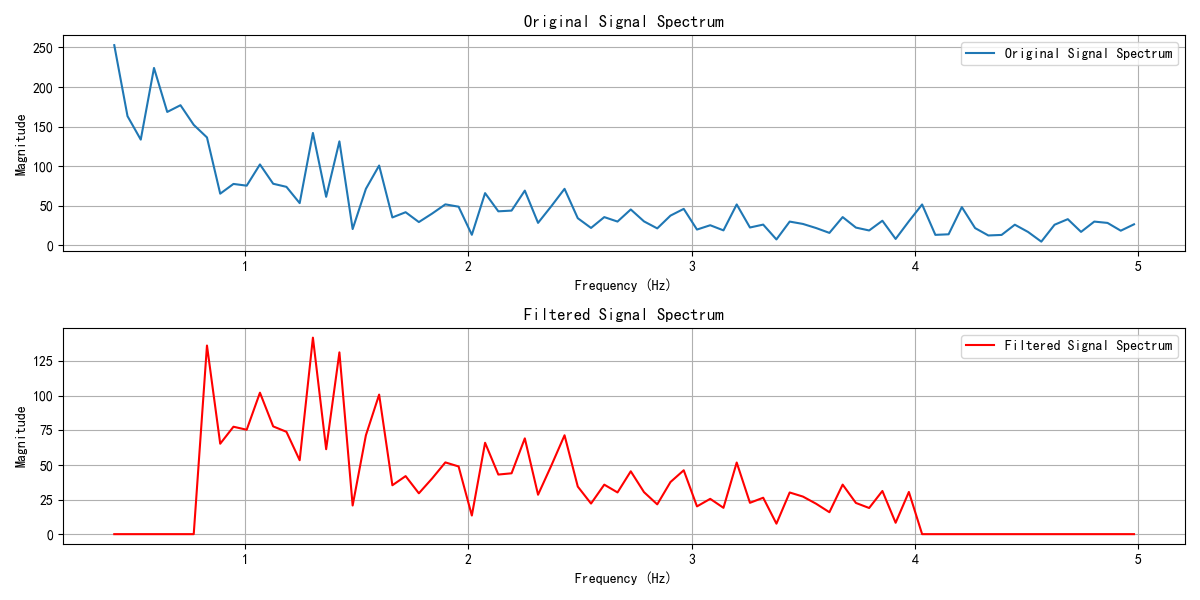 Original Signal Spectrum
250
200
150
100
50
0
Magnitude
Original Signal Spectrum
1
2
3
4
5
Frequency (Hz)
Filtered Signal Spectrum
125
100
75
50
25
0
Magnitude
Filtered Signal Spectrum
1
2
3
4
5
Frequency (Hz)